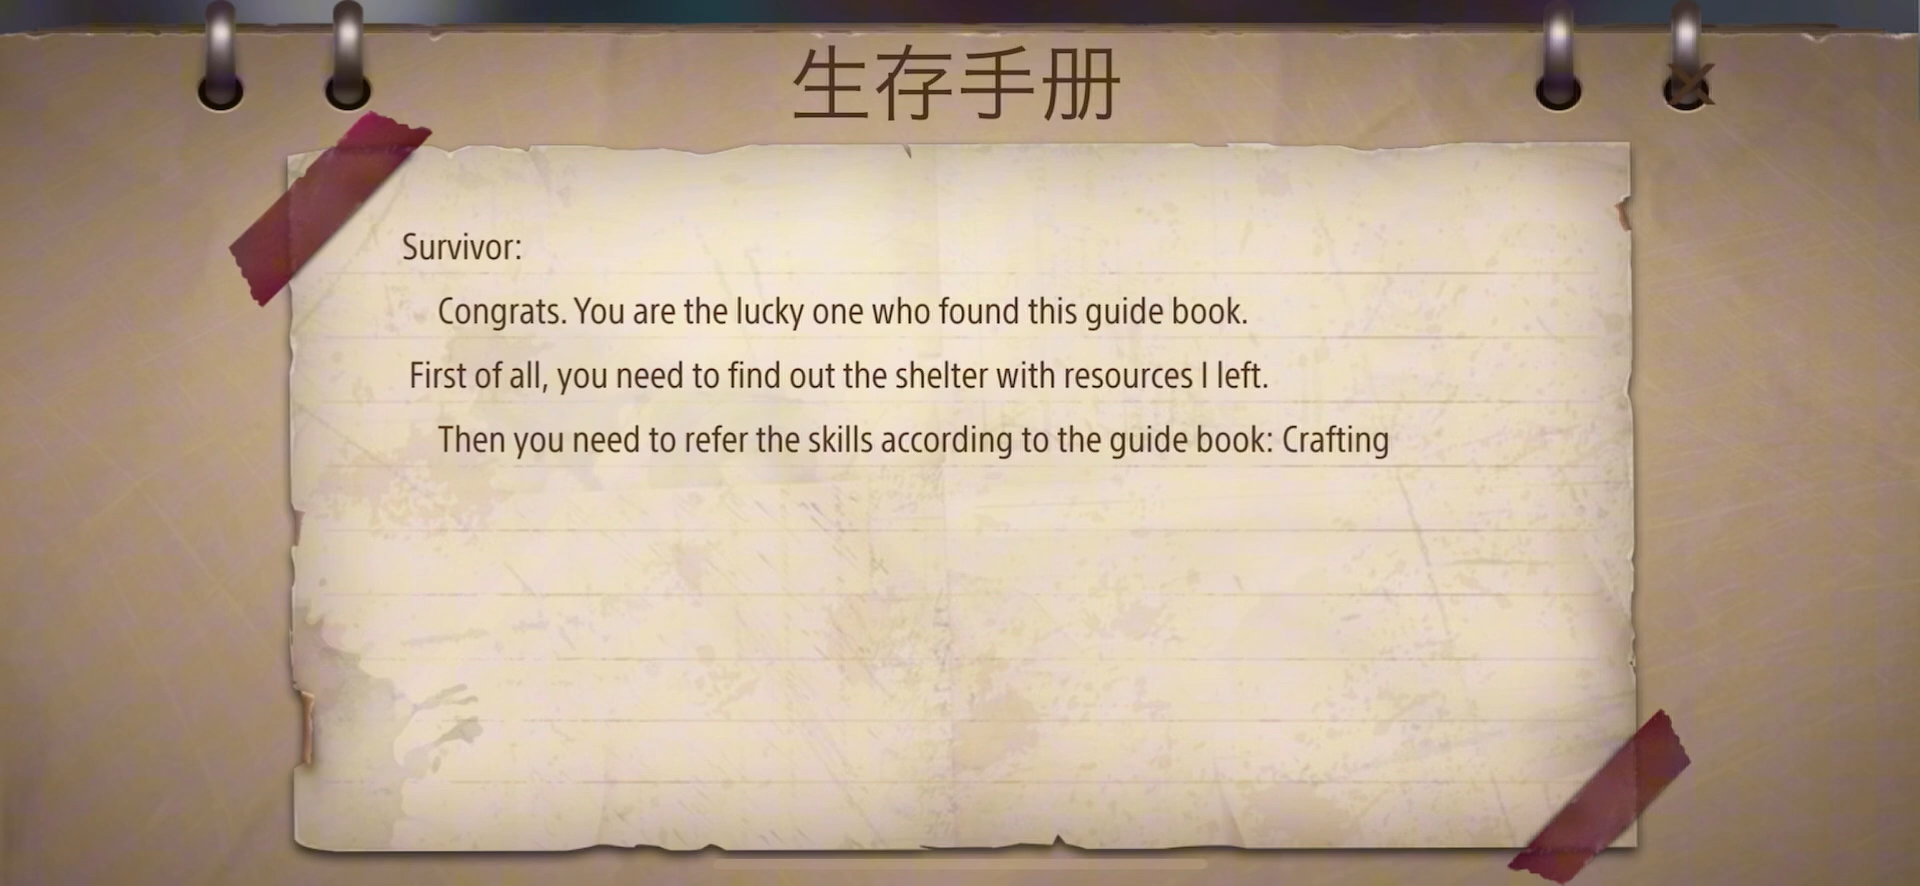 生存手册
Survivor:
Congrats. You are the lucky one who found this guide book.
First of all, you need to find out the shelter with resources I left.
Then you need to refer the skills according to the guide book: Crafting